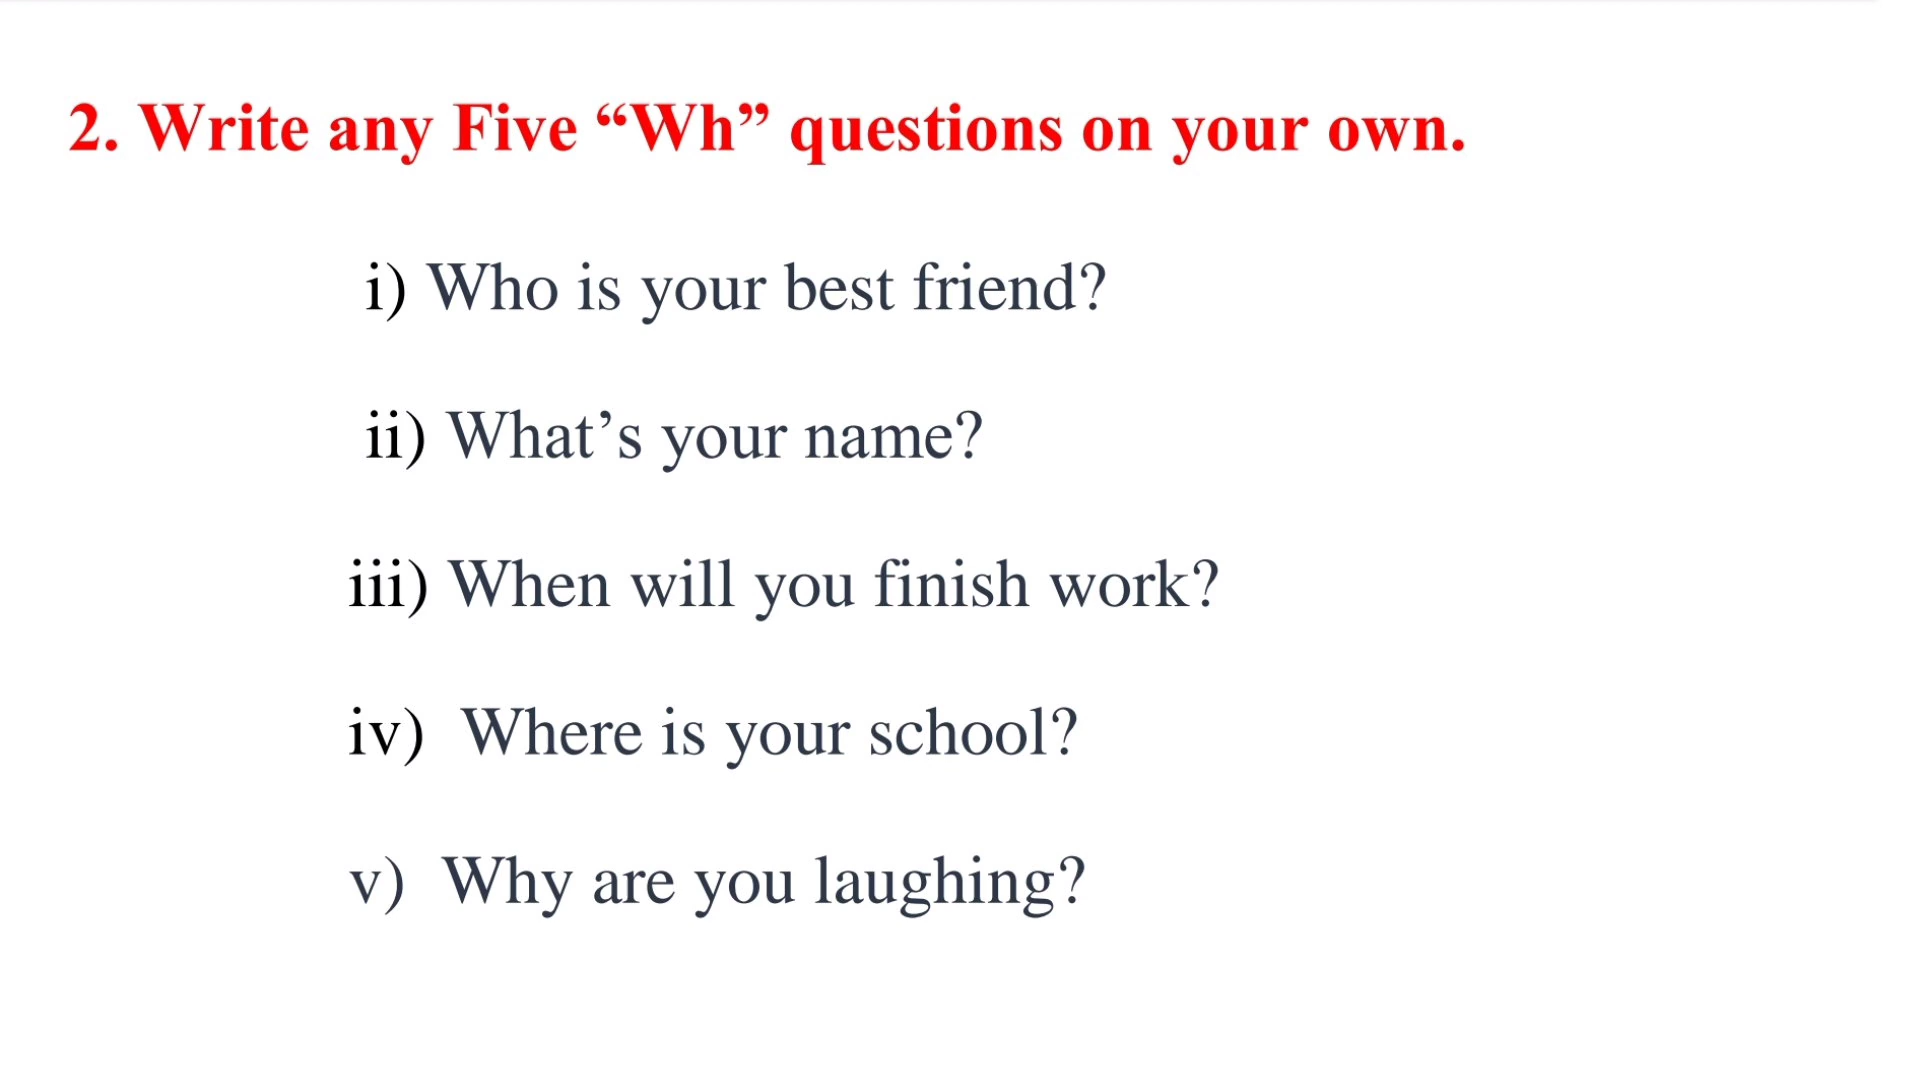 2. Write any Five “Wh” questions on your own.
i) Who is your best friend?
ii) What’s your name?
iii) When will you finish work?
iv) Where is your school?
v) Why are you laughing?